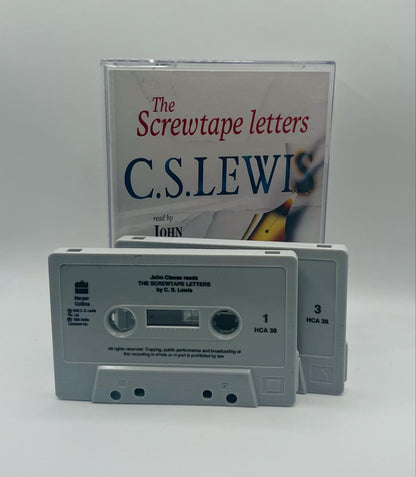 The
Screwtape letters
C.S.LEWIS
read by
JOHN
John Cleese reads
THE SCREWTAPE LETTERS
by C. S. Lewis
Harper
Collins
1
HCA 38
3
HCA 38
All rights reserved. Copying, public performance and broadcasting of
this recording in whole or in part is prohibited by law